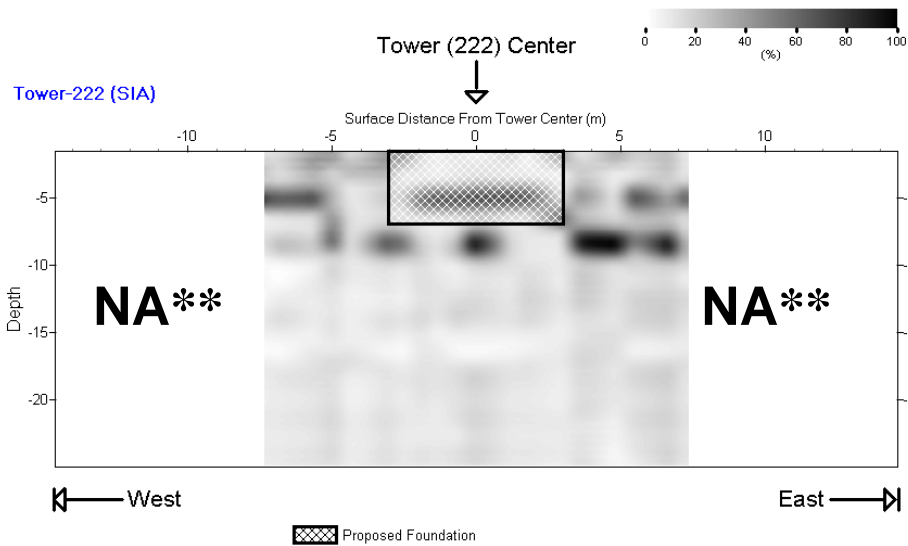 0 20 40 60 80 100
(%)
Tower (222) Center
Tower-222 (SIA)
Surface Distance From Tower Center (m)
-10 -5 0 5 10
-5
-10
-15
-20
Depth
NA** NA**
West East
Proposed Foundation